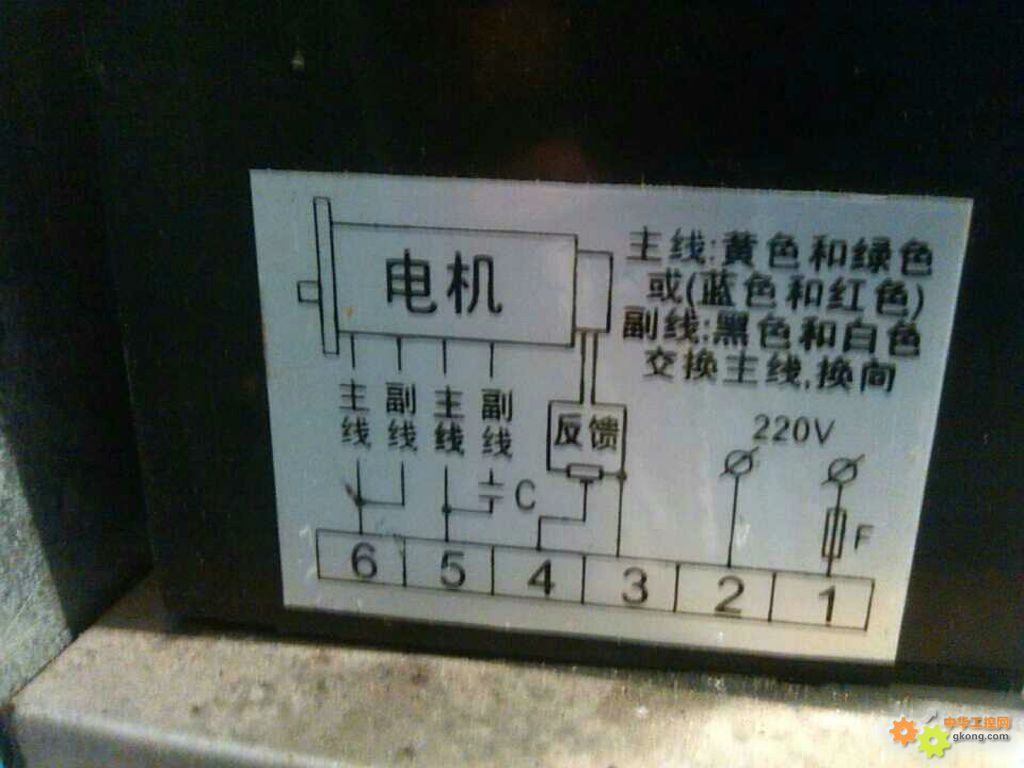 电机
主线:黄色和绿色
或(蓝色和红色)
副线:黑色和白色
交换主线,换向
主线 副线 主线 副线
反馈
220V
C
F
6 5 4 3 2 1
中华工控网
gkong.com